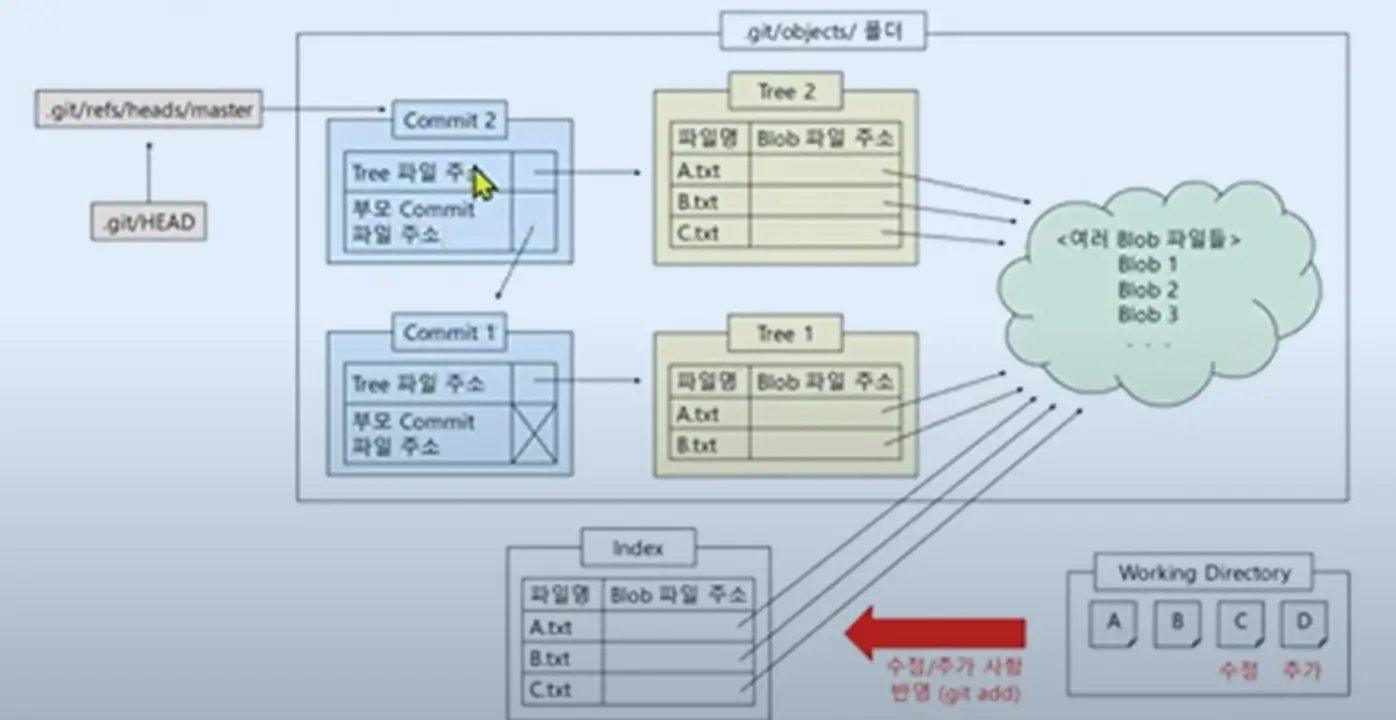 .git/objects/ 폴더
.git/refs/heads/master
.git/HEAD
Commit 2
Tree 파일
부모 Commit
파일 주소
Tree 2
파일명 Blob 파일 주소
A.txt
B.txt
C.txt
<여러 Blob 파일들>
Blob 1
Blob 2
Blob 3
. . .
Commit 1
Tree 파일 주소
부모 Commit
파일 주소
Tree 1
파일명 Blob 파일 주소
A.txt
B.txt
Index
파일명 Blob 파일 주소
A.txt
B.txt
C.txt
수정/추가 사항
반영 (git add)
Working Directory
A B C D
수정 추가